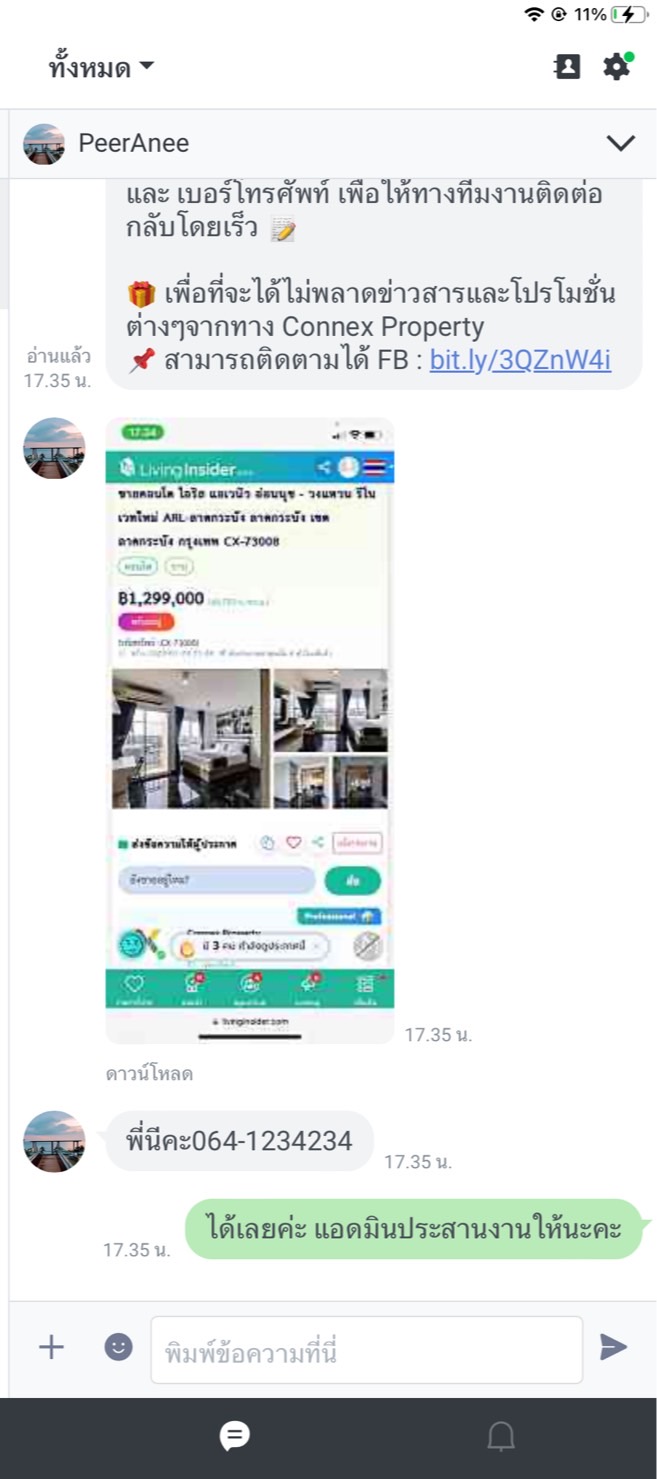 11%
ทั้งหมด
PeerAnee
และ เบอร์โทรศัพท์ เพื่อให้ทางทีมงานติดต่อ
กลับโดยเร็ว 📝
🎁 เพื่อที่จะได้ไม่พลาดข่าวสารและโปรโมชั่น
ต่างๆจากทาง Connex Property
📌 สามารถติดตามได้ FB : bit.ly/3QZnW4i
อ่านแล้ว
17.35 น.
17:34
LivingInsider
ขายคอนโด ไอริส แอเวนิว อ่อนนุช - วงแหวน รีโน
เวทใหม่ ARL-ลาดกระบัง ลาดกระบัง เขต
ลาดกระบัง กรุงเทพ CX-73008
คอนโด ขาย
฿1,299,000
ส่งข้อความให้ผู้ประกาศ
ยังขายอยู่ไหม?
ส่ง
Professional
Connex Property
มี 3 คน กำลังดูประกาศนี้
livinginsider.com
17.35 น.
ดาวน์โหลด
พี่นีคะ064-1234234
17.35 น.
ได้เลยค่ะ แอดมินประสานงานให้นะคะ
17.35 น.
พิมพ์ข้อความที่นี่